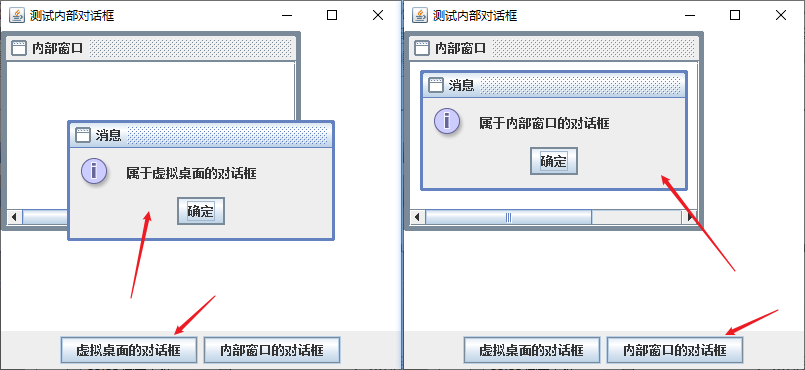 测试内部对话框
内部窗口
消息
属于虚拟桌面的对话框
确定
虚拟桌面的对话框 内部窗口的对话框
测试内部对话框
内部窗口
消息
属于内部窗口的对话框
确定
虚拟桌面的对话框 内部窗口的对话框